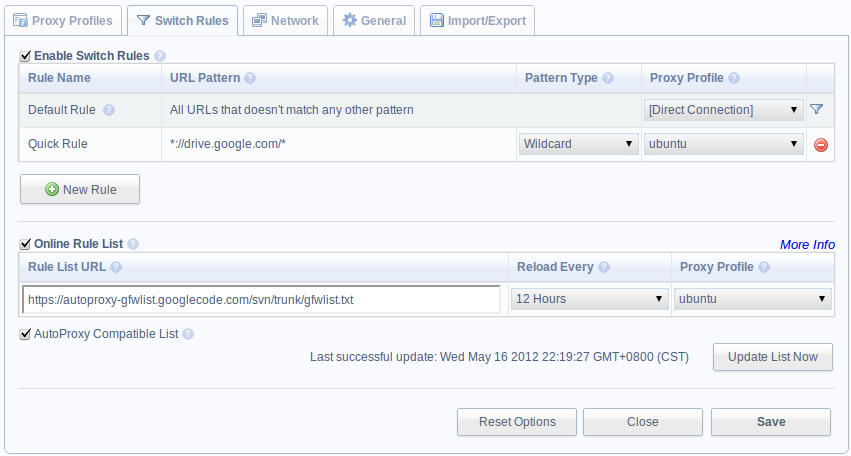 Proxy Profiles Switch Rules Network General Import/Export
Enable Switch Rules ?
Rule Name URL Pattern ? Pattern Type ? Proxy Profile ?
Default Rule ? All URLs that doesn't match any other pattern [Direct Connection]
Quick Rule *://drive.google.com/* Wildcard ubuntu
New Rule
Online Rule List ? More Info
Rule List URL ? Reload Every ? Proxy Profile ?
https://autoproxy-gfwlist.googlecode.com/svn/trunk/gfwlist.txt 12 Hours ubuntu
AutoProxy Compatible List ?
Last successful update: Wed May 16 2012 22:19:27 GMT+0800 (CST) Update List Now
Reset Options Close Save